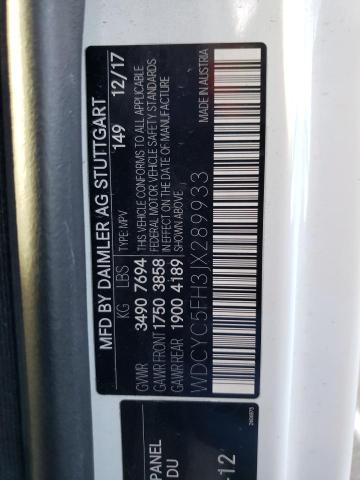 MFD BY DAIMLER AG STUTTGART
149 12/17
KG LBS TYPE: MPV
GVWR 3490 7694
GAWR FRONT 1750 3858
GAWR REAR 1900 4189
THIS VEHICLE CONFORMS TO ALL APPLICABLE
FEDERAL MOTOR VEHICLE SAFETY STANDARDS
IN EFFECT ON THE DATE OF MANUFACTURE
SHOWN ABOVE.
MADE IN AUSTRIA
WDCYC5FH3JX289933
PANEL
DU
12